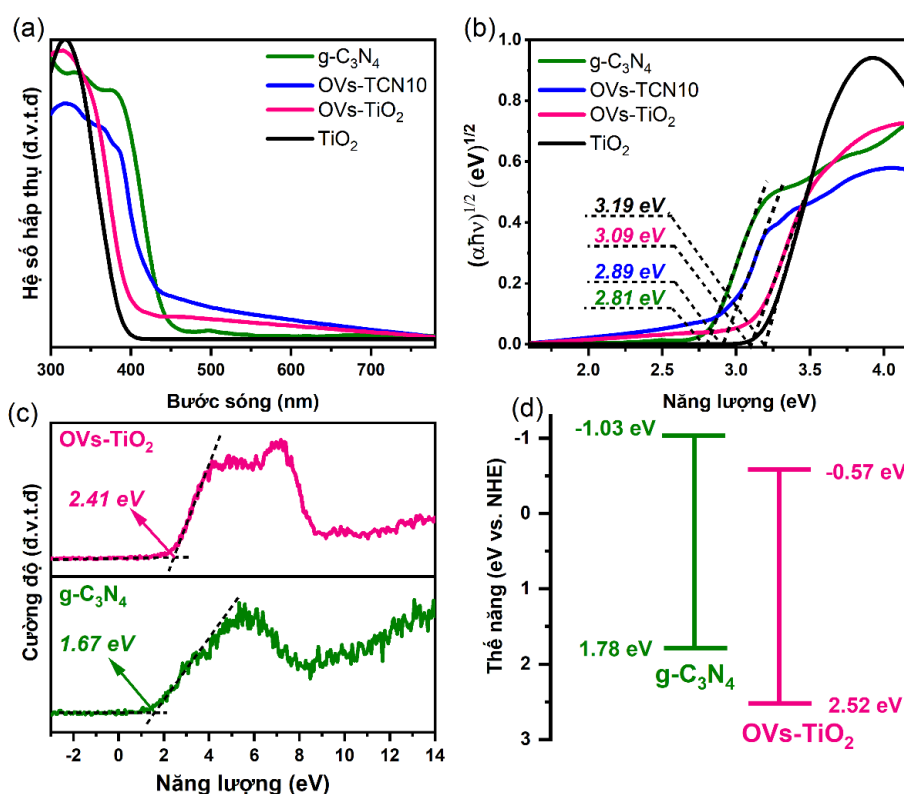 (a)
g-C₃N₄
OVs-TCN10
OVs-TiO₂
TiO₂
Hệ số hấp thụ (đ.v.t.đ)
300 400 500 600 700
Bước sóng (nm)
(b)
g-C₃N₄
OVs-TCN10
OVs-TiO₂
TiO₂
(αħν)¹/² (eV)¹/²
1.0
0.8
0.6
0.4
0.2
0.0
3.19 eV
3.09 eV
2.89 eV
2.81 eV
2.0 2.5 3.0 3.5 4.0
Năng lượng (eV)
(c)
OVs-TiO₂
2.41 eV
g-C₃N₄
1.67 eV
Cường độ (đ.v.t.đ)
-2 0 2 4 6 8 10 12 14
Năng lượng (eV)
(d)
Thế năng (eV vs. NHE)
-1
0
1
2
3
-1.03 eV
-0.57 eV
1.78 eV
g-C₃N₄
2.52 eV
OVs-TiO₂